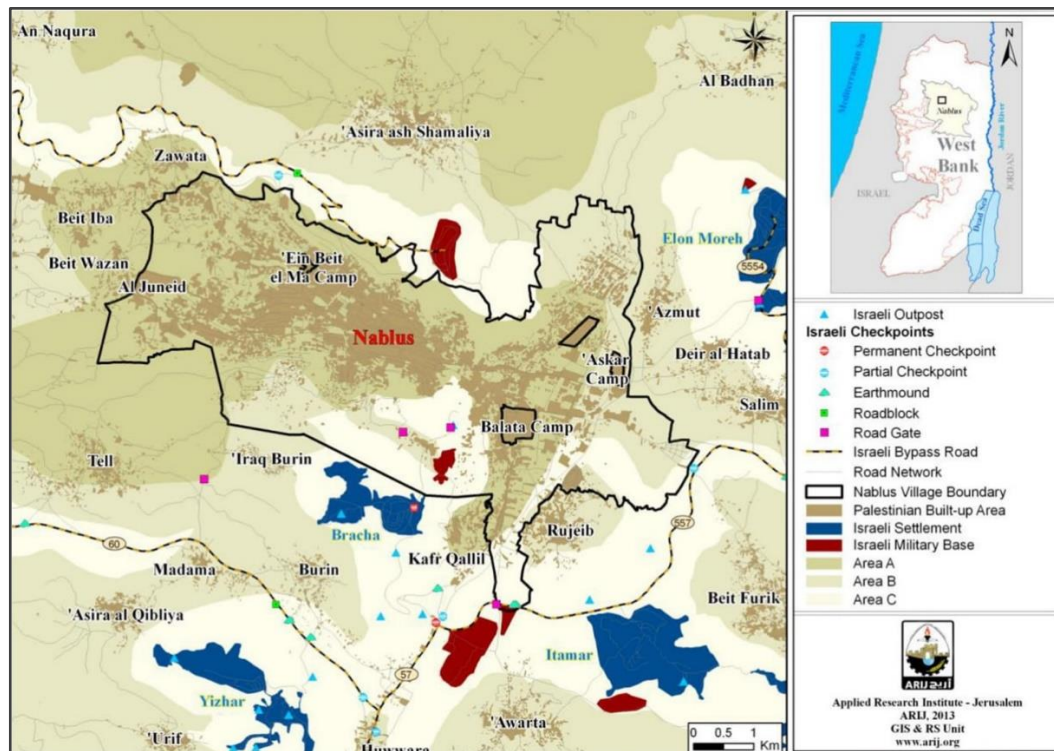 An Naqura
Al Badhan
'Asira ash Shamaliya
Zawata
Beit Iba
Elon Moreh
'Ein Beit
el Ma Camp
Beit Wazan
5554
Al Juneid
'Azmut
Nablus
Deir al Hatab
'Askar
Camp
Salim
Balata Camp
'Iraq Burin
Tell
557
Rujeib
Bracha
60
Kafr Qallil
Madama
Burin
Beit Furik
'Asira al Qibliya
Itamar
57
Yizhar
'Awarta
'Urif
Huwwara
0 0.5 1
Km
N
Mediterranean Sea
Nablus
Jordan River
West
Bank
JORDAN
ISRAEL
Dead Sea
Israeli Outpost
Israeli Checkpoints
Permanent Checkpoint
Partial Checkpoint
Earthmound
Roadblock
Road Gate
Israeli Bypass Road
Road Network
Nablus Village Boundary
Palestinian Built-up Area
Israeli Settlement
Israeli Military Base
Area A
Area B
Area C
ARIJ أريج
Applied Research Institute - Jerusalem
ARIJ, 2013
GIS & RS Unit
www.arij.org